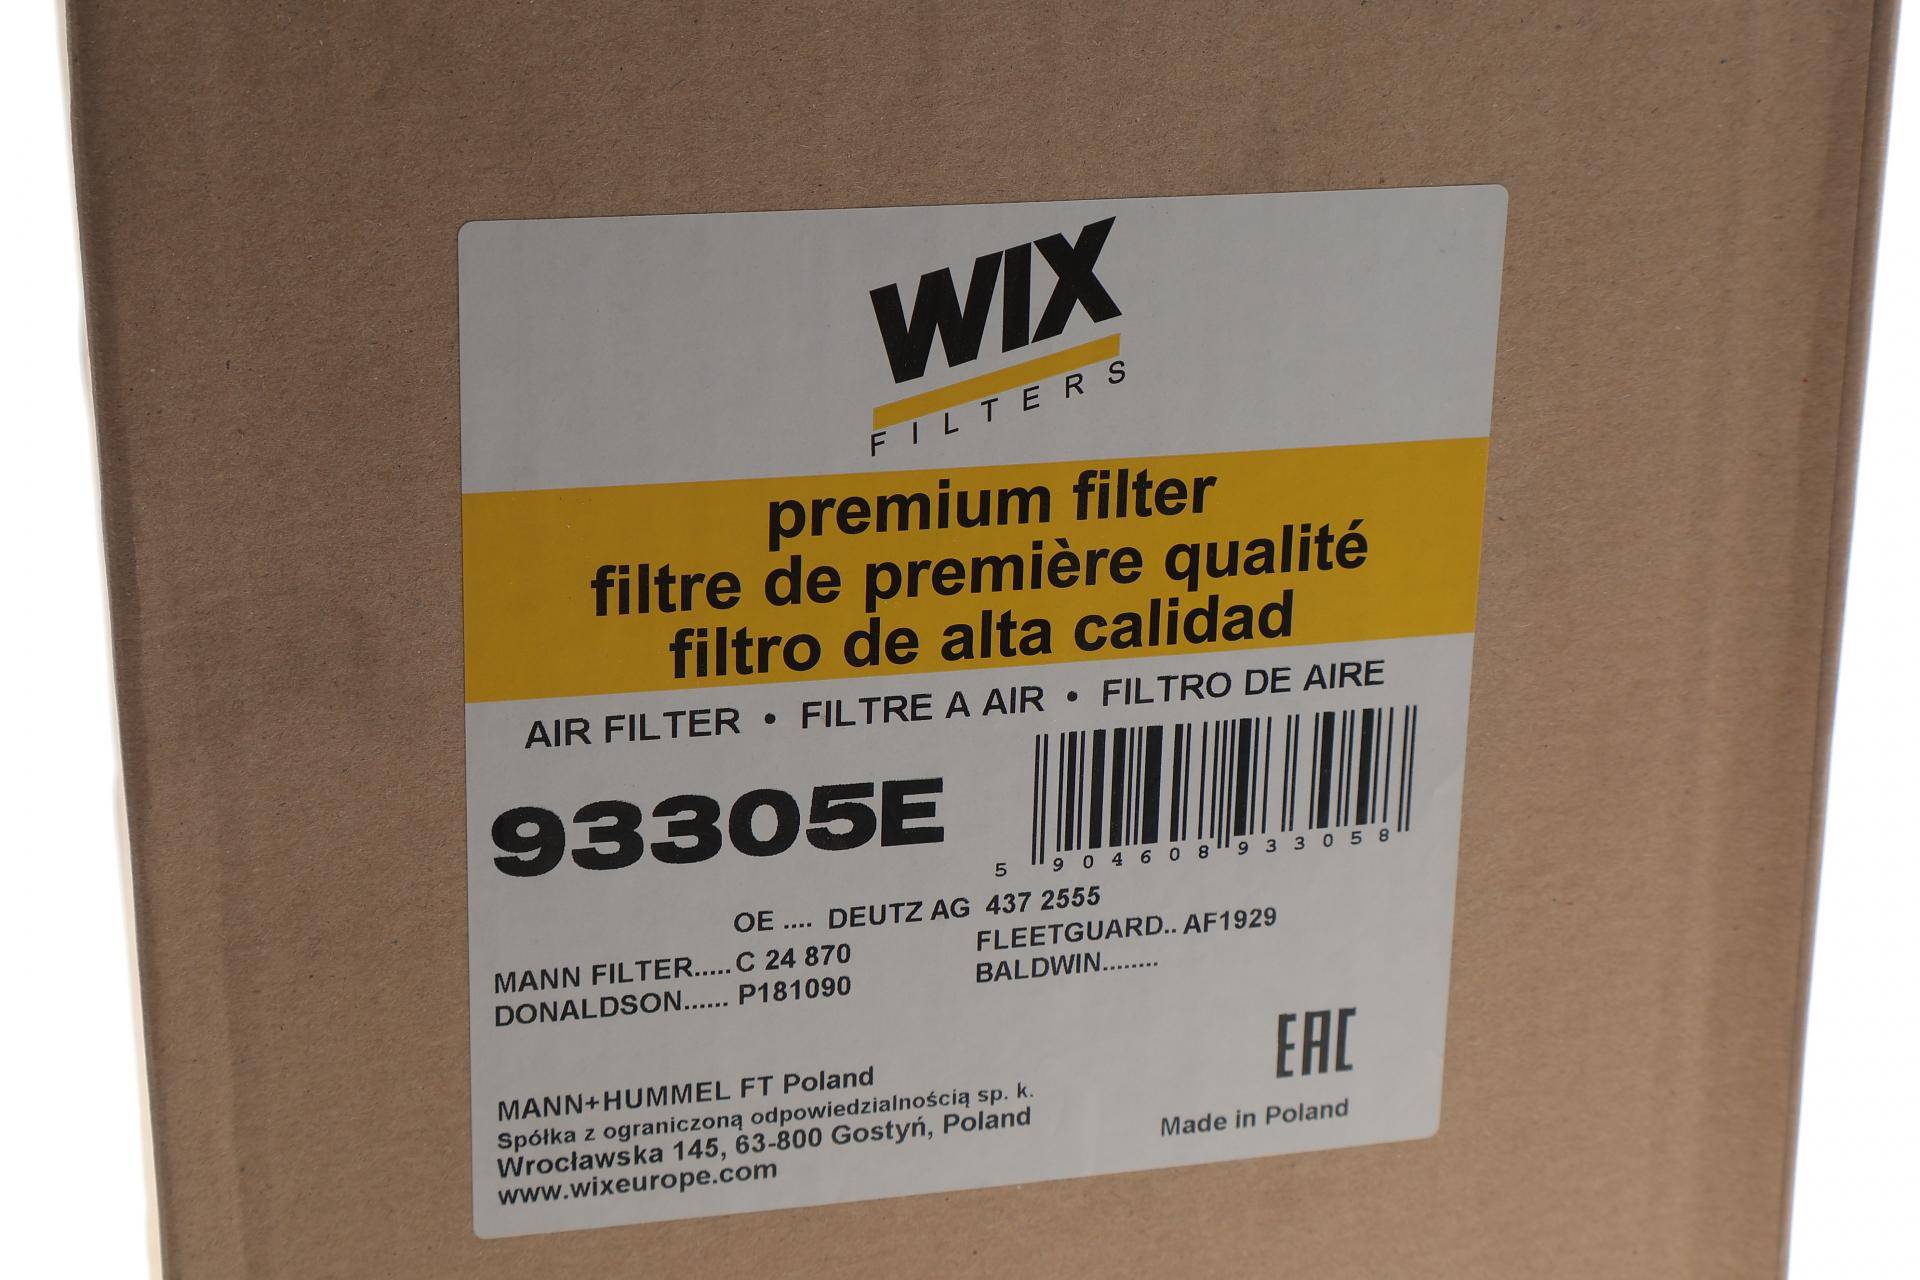 WIX
FILTERS
premium filter
filtre de première qualité
filtro de alta calidad
AIR FILTER • FILTRE A AIR • FILTRO DE AIRE
93305E
5 904608 933058
OE .... DEUTZ AG 437 2555
MANN FILTER.....C 24 870
FLEETGUARD.. AF1929
DONALDSON...... P181090
BALDWIN........
EAC
MANN+HUMMEL FT Poland
Spółka z ograniczoną odpowiedzialnością sp. k.
Wrocławska 145, 63-800 Gostyń, Poland
www.wixeurope.com
Made in Poland